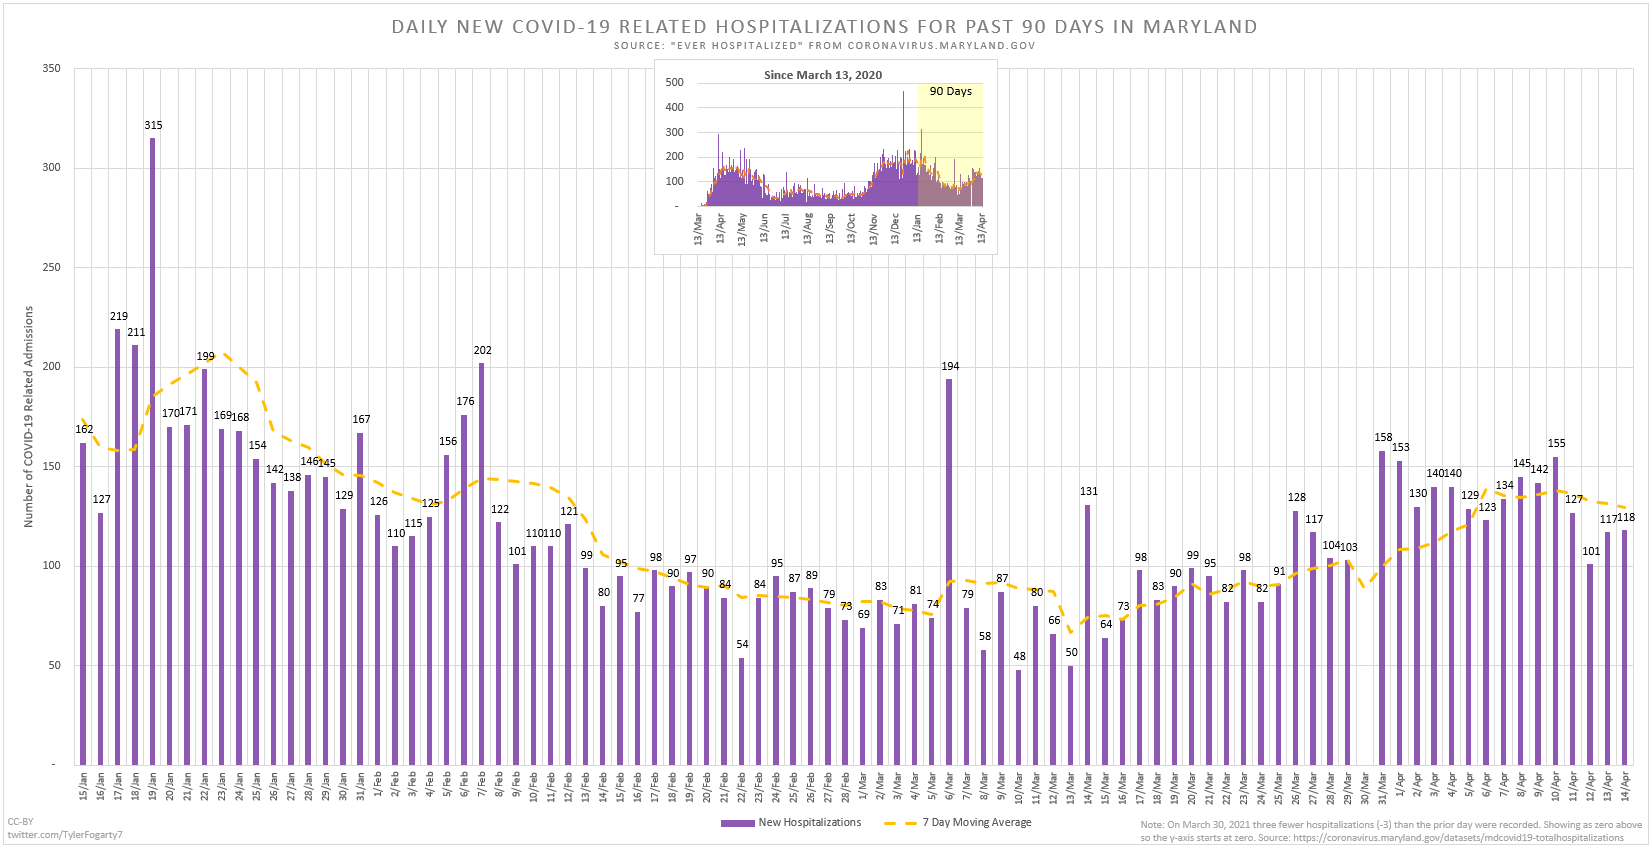 DAILY NEW COVID-19 RELATED HOSPITALIZATIONS FOR PAST 90 DAYS IN MARYLAND
SOURCE: "EVER HOSPITALIZED" FROM CORONAVIRUS.MARYLAND.GOV
Number of COVID-19 Related Admissions
350
300
250
200
150
100
50
-
Since March 13, 2020
90 Days
500
400
300
200
100
-
13/Mar 13/Apr 13/May 13/Jun 13/Jul 13/Aug 13/Sep 13/Oct 13/Nov 13/Dec 13/Jan 13/Feb 13/Mar 13/Apr
162 127 219 211 315 170 171 199 169 168 154 142 138 146 145 129 167 126 110 115 125 156 176 202 122 101 110 110 121 99 80 95 77 98 90 97 90 84 54 84 95 87 89 79 73 69 83 71 81 74 194 79 58 87 48 80 66 50 131 64 73 98 83 90 99 95 82 98 82 91 128 117 104 103 158 153 130 140 140 129 123 134 145 142 155 127 101 117 118
15/Jan 16/Jan 17/Jan 18/Jan 19/Jan 20/Jan 21/Jan 22/Jan 23/Jan 24/Jan 25/Jan 26/Jan 27/Jan 28/Jan 29/Jan 30/Jan 31/Jan 1/Feb 2/Feb 3/Feb 4/Feb 5/Feb 6/Feb 7/Feb 8/Feb 9/Feb 10/Feb 11/Feb 12/Feb 13/Feb 14/Feb 15/Feb 16/Feb 17/Feb 18/Feb 19/Feb 20/Feb 21/Feb 22/Feb 23/Feb 24/Feb 25/Feb 26/Feb 27/Feb 28/Feb 1/Mar 2/Mar 3/Mar 4/Mar 5/Mar 6/Mar 7/Mar 8/Mar 9/Mar 10/Mar 11/Mar 12/Mar 13/Mar 14/Mar 15/Mar 16/Mar 17/Mar 18/Mar 19/Mar 20/Mar 21/Mar 22/Mar 23/Mar 24/Mar 25/Mar 26/Mar 27/Mar 28/Mar 29/Mar 30/Mar 31/Mar 1/Apr 2/Apr 3/Apr 4/Apr 5/Apr 6/Apr 7/Apr 8/Apr 9/Apr 10/Apr 11/Apr 12/Apr 13/Apr 14/Apr
New Hospitalizations 7 Day Moving Average
CC-BY
twitter.com/TylerFogarty7
Note: On March 30, 2021 three fewer hospitalizations (-3) than the prior day were recorded. Showing as zero above
so the y-axis starts at zero. Source: https://coronavirus.maryland.gov/datasets/mdcovid19-totalhospitalizations